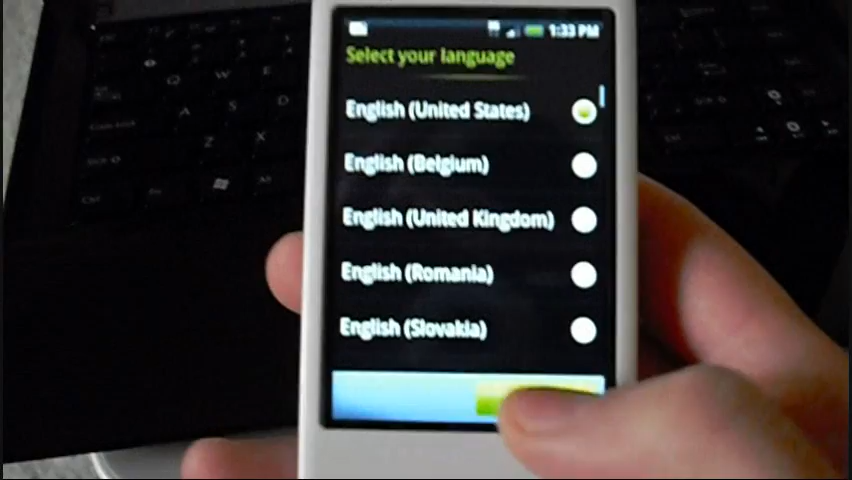 1:33 PM
Select your language
English (United States)
English (Belgium)
English (United Kingdom)
English (Romania)
English (Slovakia)
Q W E
A S D
Z X